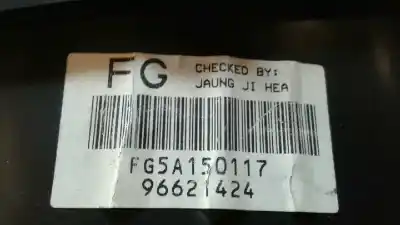 FG
CHECKED BY:
JAUNG JI HEA
FG5A150117
96621424